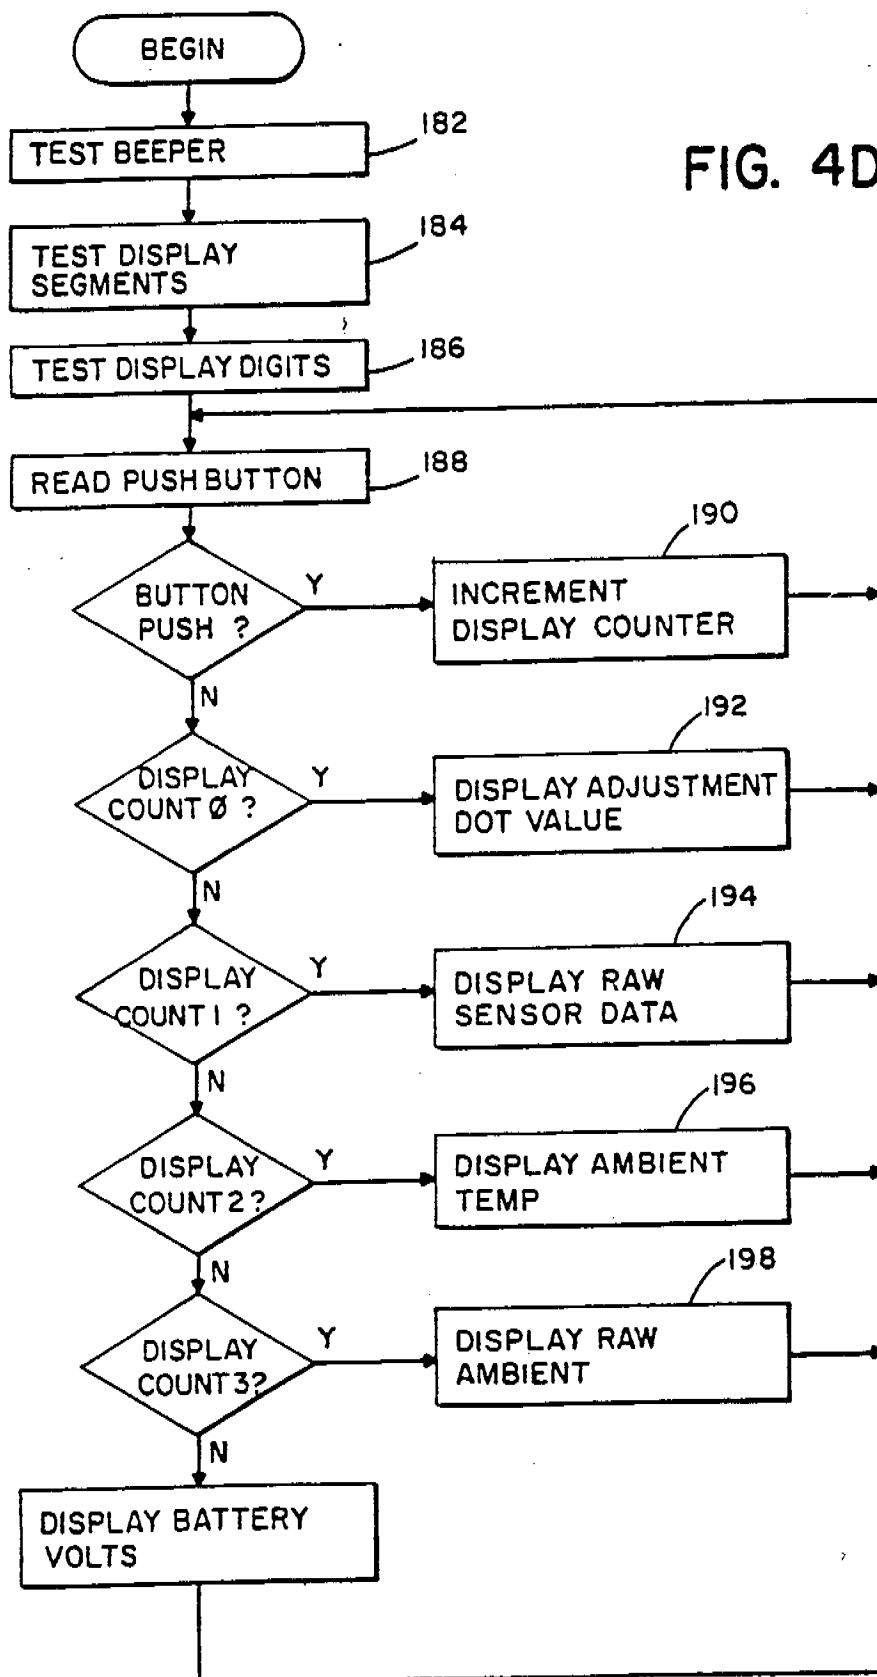 BEGIN
182
TEST BEEPER
FIG. 4D
184
TEST DISPLAY
SEGMENTS
186
TEST DISPLAY DIGITS
188
READ PUSH BUTTON
190
BUTTON
PUSH ?
Y
INCREMENT
DISPLAY COUNTER
N
192
DISPLAY
COUNT Ø ?
Y
DISPLAY ADJUSTMENT
DOT VALUE
N
194
DISPLAY
COUNT 1 ?
Y
DISPLAY RAW
SENSOR DATA
N
196
DISPLAY
COUNT 2?
Y
DISPLAY AMBIENT
TEMP
N
198
DISPLAY
COUNT 3?
Y
DISPLAY RAW
AMBIENT
N
DISPLAY BATTERY
VOLTS